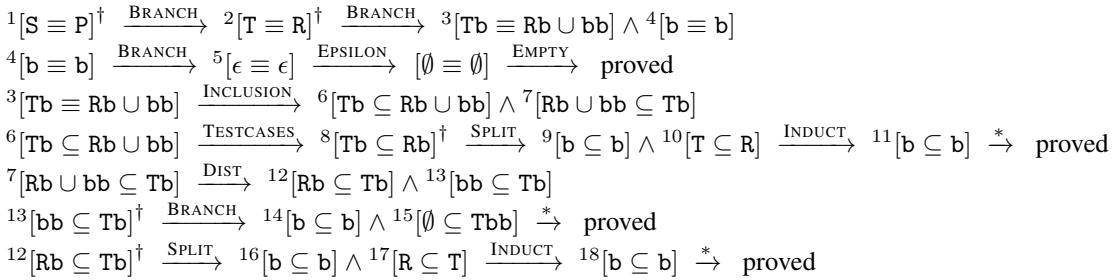 ¹[S ≡ P]† BRANCH→ ²[T ≡ R]† BRANCH→ ³[Tb ≡ Rb ∪ bb] ∧ ⁴[b ≡ b]
⁴[b ≡ b] BRANCH→ ⁵[ϵ ≡ ϵ] EPSILON→ [∅ ≡ ∅] EMPTY→ proved
³[Tb ≡ Rb ∪ bb] INCLUSION→ ⁶[Tb ⊆ Rb ∪ bb] ∧ ⁷[Rb ∪ bb ⊆ Tb]
⁶[Tb ⊆ Rb ∪ bb] TESTCASES→ ⁸[Tb ⊆ Rb]† SPLIT→ ⁹[b ⊆ b] ∧ ¹⁰[T ⊆ R] INDUCT→ ¹¹[b ⊆ b] *→ proved
⁷[Rb ∪ bb ⊆ Tb] DIST→ ¹²[Rb ⊆ Tb] ∧ ¹³[bb ⊆ Tb]
¹³[bb ⊆ Tb]† BRANCH→ ¹⁴[b ⊆ b] ∧ ¹⁵[∅ ⊆ Tbb] *→ proved
¹²[Rb ⊆ Tb]† SPLIT→ ¹⁶[b ⊆ b] ∧ ¹⁷[R ⊆ T] INDUCT→ ¹⁸[b ⊆ b] *→ proved